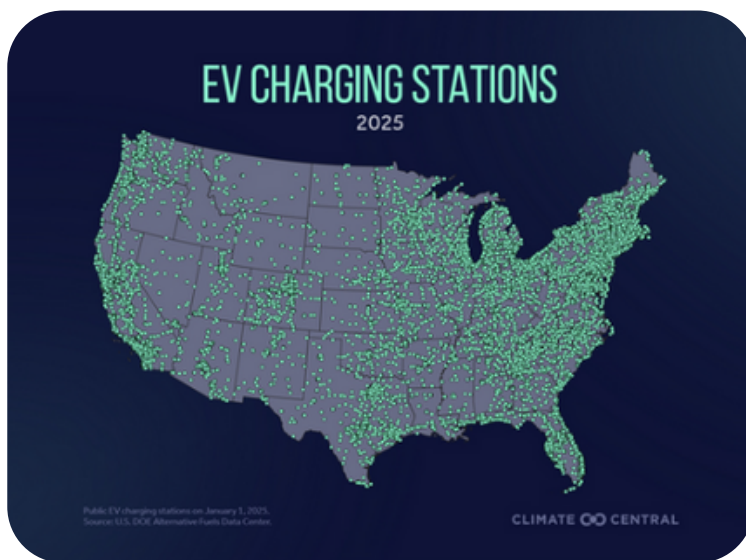 EV CHARGING STATIONS
2025
Public EV charging stations on January 1, 2025.
Source: U.S. DOE Alternative Fuels Data Center.
CLIMATE CENTRAL